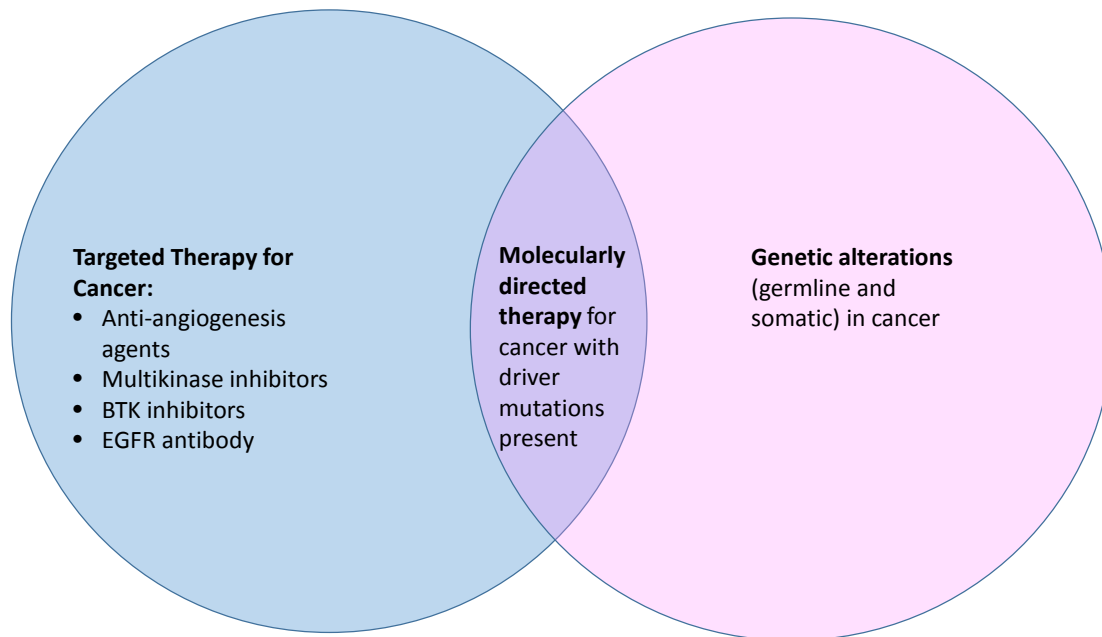 Targeted Therapy for
Cancer:
• Anti-angiogenesis
agents
• Multikinase inhibitors
• BTK inhibitors
• EGFR antibody
Molecularly
directed
therapy for
cancer with
driver
mutations
present
Genetic alterations
(germline and
somatic) in cancer